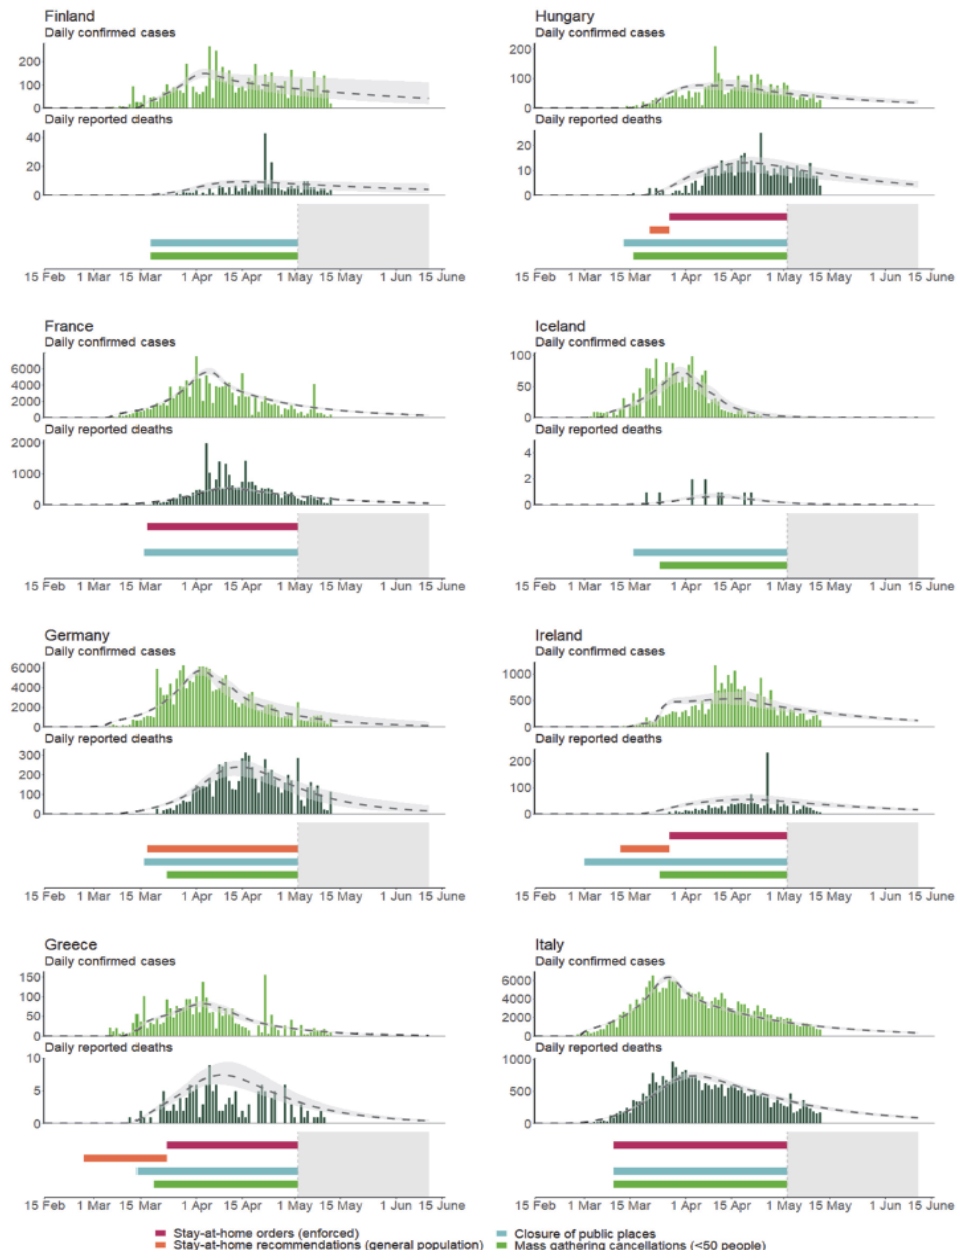 Finland
Daily confirmed cases
200
100
0
Daily reported deaths
40
20
0
15 Feb 1 Mar 15 Mar 1 Apr 15 Apr 1 May 15 May 1 Jun 15 June
Hungary
Daily confirmed cases
200
100
0
Daily reported deaths
20
10
0
15 Feb 1 Mar 15 Mar 1 Apr 15 Apr 1 May 15 May 1 Jun 15 June
France
Daily confirmed cases
6000
4000
2000
0
Daily reported deaths
2000
1000
0
15 Feb 1 Mar 15 Mar 1 Apr 15 Apr 1 May 15 May 1 Jun 15 June
Iceland
Daily confirmed cases
100
50
0
Daily reported deaths
4
2
0
15 Feb 1 Mar 15 Mar 1 Apr 15 Apr 1 May 15 May 1 Jun 15 June
Germany
Daily confirmed cases
6000
4000
2000
0
Daily reported deaths
300
200
100
0
15 Feb 1 Mar 15 Mar 1 Apr 15 Apr 1 May 15 May 1 Jun 15 June
Ireland
Daily confirmed cases
1000
500
0
Daily reported deaths
200
100
0
15 Feb 1 Mar 15 Mar 1 Apr 15 Apr 1 May 15 May 1 Jun 15 June
Greece
Daily confirmed cases
150
100
50
0
Daily reported deaths
10
5
0
15 Feb 1 Mar 15 Mar 1 Apr 15 Apr 1 May 15 May 1 Jun 15 June
Italy
Daily confirmed cases
6000
4000
2000
0
Daily reported deaths
1000
500
0
15 Feb 1 Mar 15 Mar 1 Apr 15 Apr 1 May 15 May 1 Jun 15 June
Stay-at-home orders (enforced)
Stay-at-home recommendations (general population)
Closure of public places
Mass gathering cancellations (<50 people)